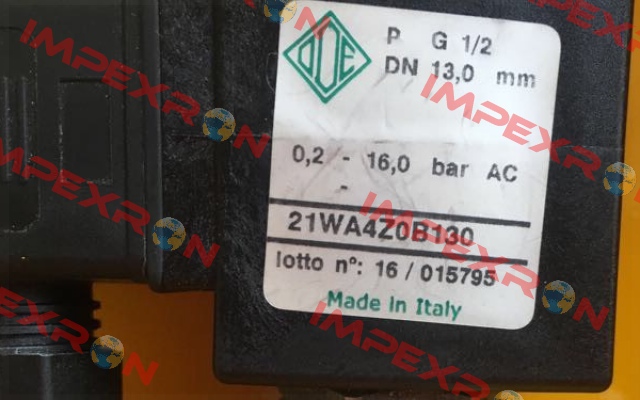 ODE
P G 1/2
DN 13,0 mm
0,2 - 16,0 bar AC
-
21WA4Z0B130
lotto n°: 16 / 015795
Made in Italy
IMPEXRON
IMPEXRON
IMPEXRON
IMPEXRON
IMPEXRON
IMPEXRON